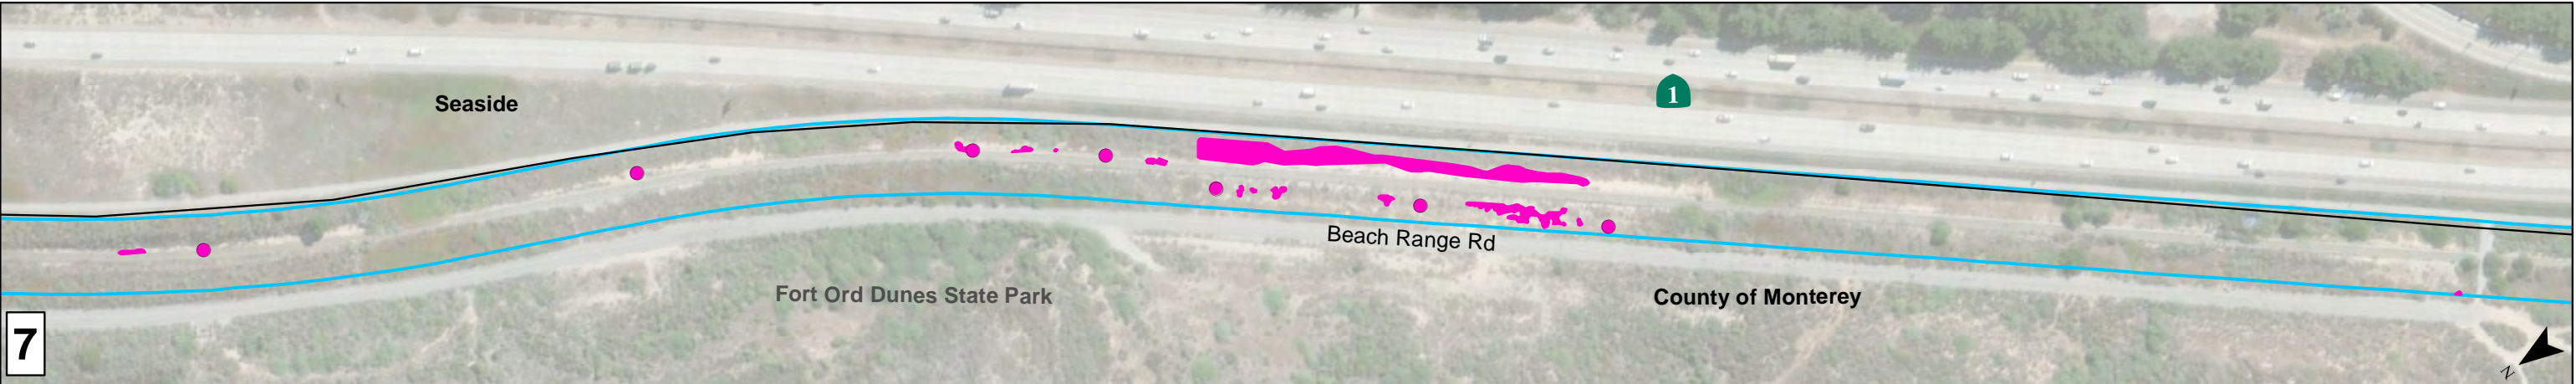 Seaside
1
Beach Range Rd
Fort Ord Dunes State Park
County of Monterey
7
N